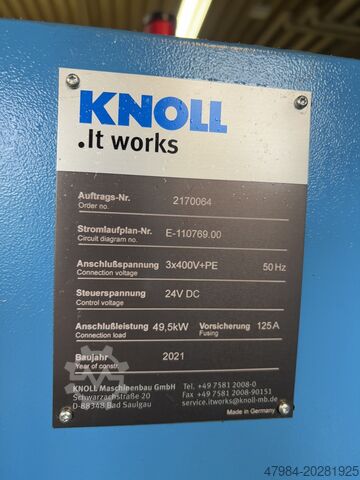 KNOLL
.It works
Auftrags-Nr. 2170064
Order no.
Stromlaufplan-Nr. E-110769.00
Circuit diagram no.
Anschlußspannung 3x400V+PE 50 Hz
Connection voltage
Steuerspannung 24V DC
Control voltage
Anschlußleistung 49,5kW Vorsicherung 125A
Connection load Fusing
Baujahr 2021
Year of constr.
KNOLL Maschinenbau GmbH Tel. +49 7581 2008-0
Schwarzachstraße 20 Fax +49 7581 2008-90151
D-88348 Bad Saulgau service.itworks@knoll-mb.de
Made in Germany
47984-20281925